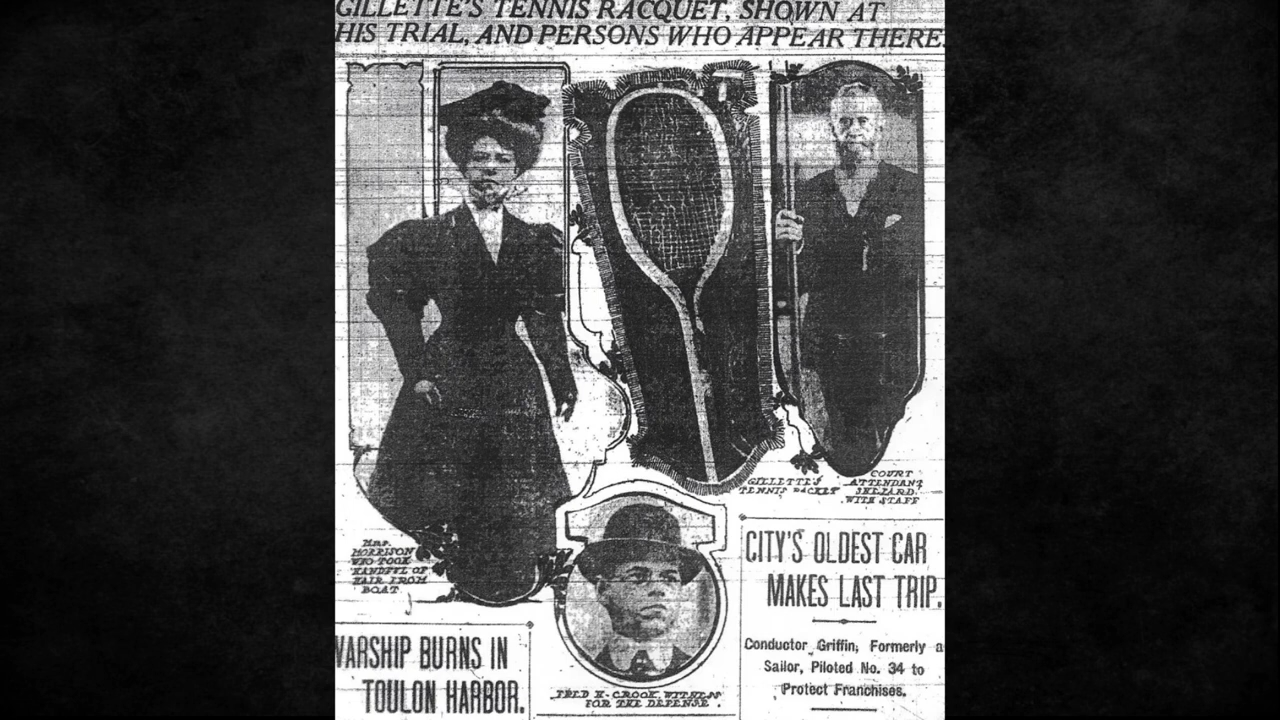 GILLETTE'S TENNIS RACQUET, SHOWN AT
HIS TRIAL, AND PERSONS WHO APPEAR THERE.
Mrs.
MORRISON
WHO TOOK
HANDFUL OF
HAIR FROM
BOAT
GILLETTE'S
TENNIS RACKET
COURT
ATTENDANT
WITH STAFF
FRED K. CROOK, WITNESS
FOR THE DEFENSE.
WARSHIP BURNS IN
TOULON HARBOR.
CITY'S OLDEST CAR
MAKES LAST TRIP.
Conductor Griffin, Formerly a
Sailor, Piloted No. 34 to
Protect Franchises.